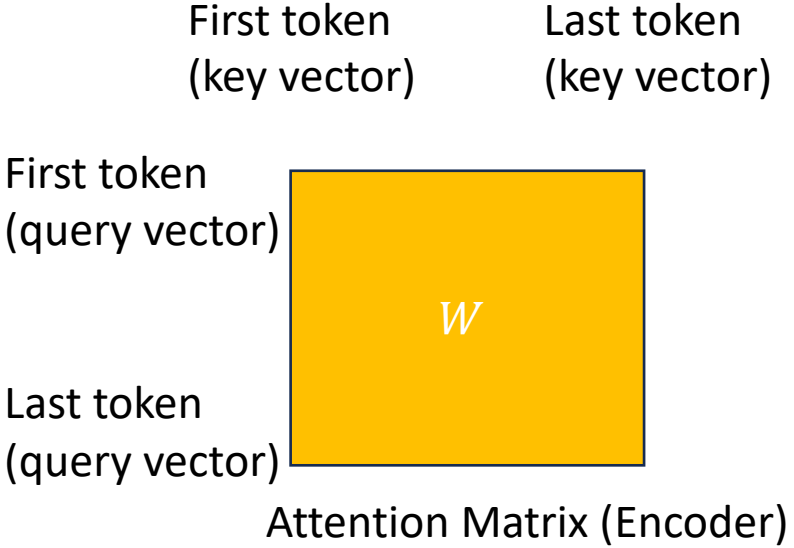 First token
(key vector)
Last token
(key vector)
First token
(query vector)
W
Last token
(query vector)
Attention Matrix (Encoder)